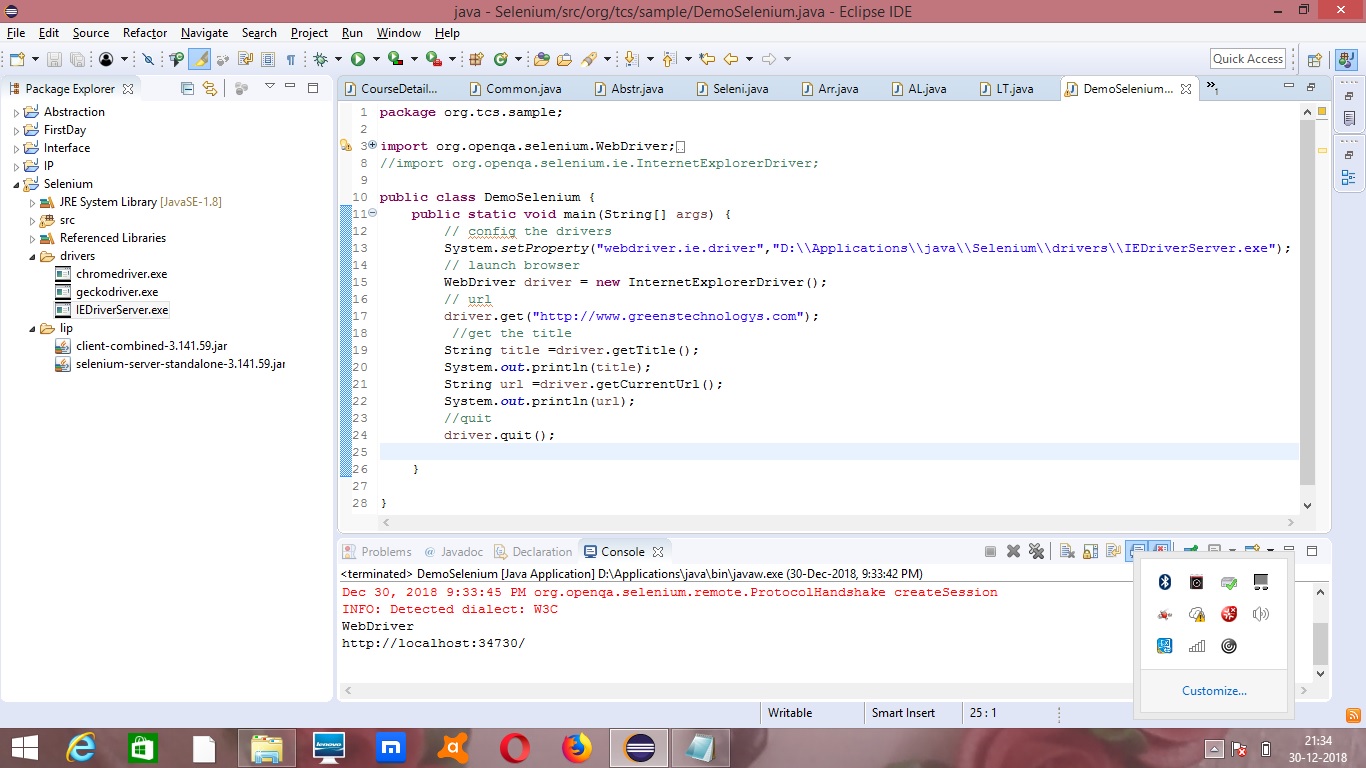 java - Selenium/src/org/tcs/sample/DemoSelenium.java - Eclipse IDE
File Edit Source Refactor Navigate Search Project Run Window Help
Quick Access
Package Explorer
Abstraction
FirstDay
Interface
IP
Selenium
JRE System Library [JavaSE-1.8]
src
Referenced Libraries
drivers
chromedriver.exe
geckodriver.exe
IEDriverServer.exe
lip
client-combined-3.141.59.jar
selenium-server-standalone-3.141.59.jar
CourseDetail... Common.java Abstr.java Seleni.java Arr.java AL.java LT.java DemoSelenium... »1
1 package org.tcs.sample;
2
3 import org.openqa.selenium.WebDriver;
8 //import org.openqa.selenium.ie.InternetExplorerDriver;
9
10 public class DemoSelenium {
11 public static void main(String[] args) {
12 // config the drivers
13 System.setProperty("webdriver.ie.driver","D:\\Applications\\java\\Selenium\\drivers\\IEDriverServer.exe");
14 // launch browser
15 WebDriver driver = new InternetExplorerDriver();
16 // url
17 driver.get("http://www.greenstechnologys.com");
18 //get the title
19 String title =driver.getTitle();
20 System.out.println(title);
21 String url =driver.getCurrentUrl();
22 System.out.println(url);
23 //quit
24 driver.quit();
25
26 }
27
28 }
Problems Javadoc Declaration Console
<terminated> DemoSelenium [Java Application] D:\Applications\java\bin\javaw.exe (30-Dec-2018, 9:33:42 PM)
Dec 30, 2018 9:33:45 PM org.openqa.selenium.remote.ProtocolHandshake createSession
INFO: Detected dialect: W3C
WebDriver
http://localhost:34730/
Customize...
Writable Smart Insert 25 : 1
lenovo
21:34
30-12-2018